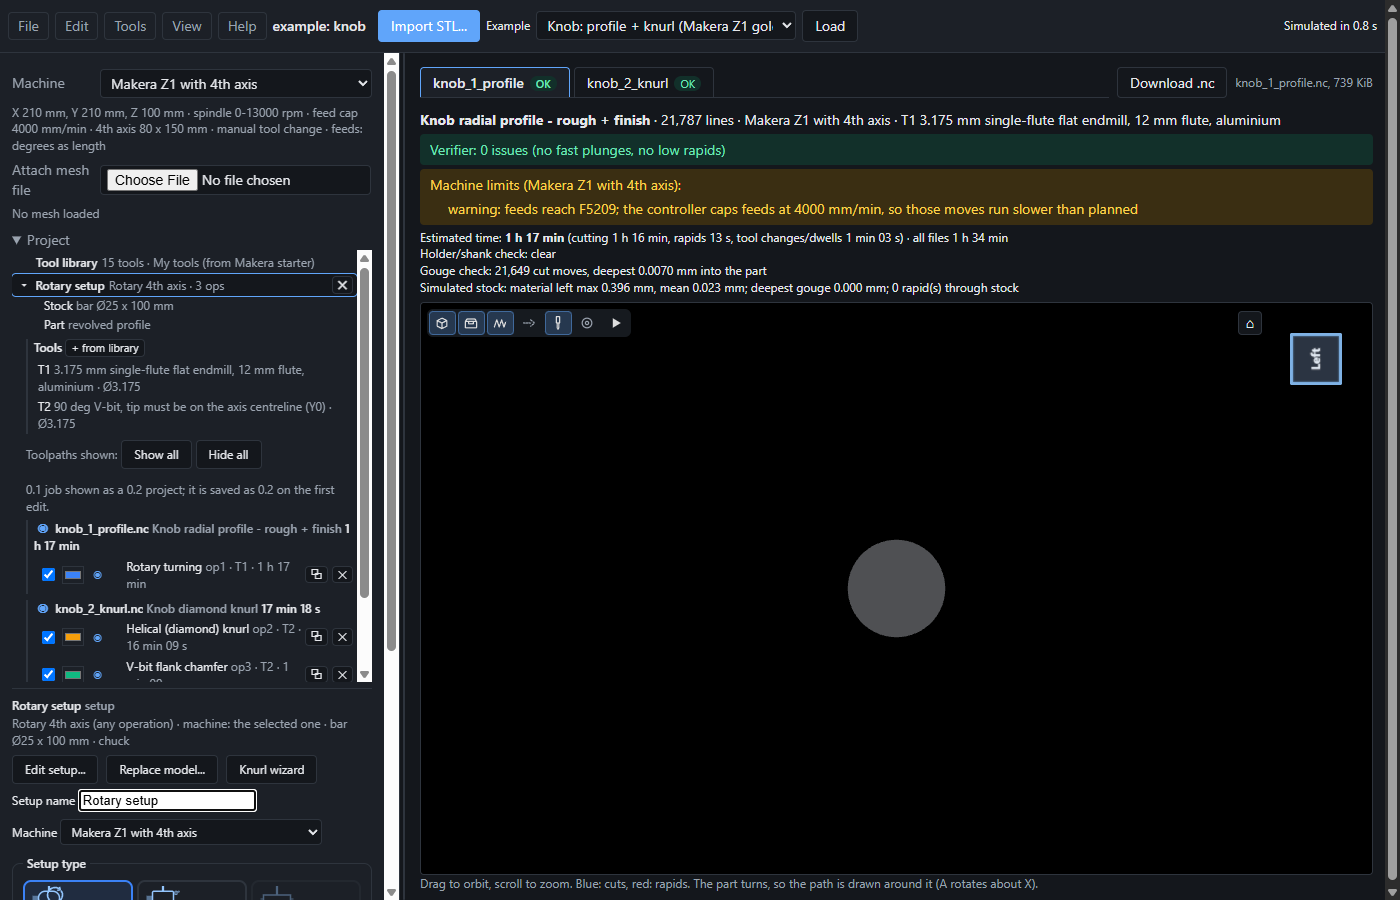 File
Edit
Tools
View
Help
example: knob
Import STL...
Example
Knob: profile + knurl (Makera Z1 gol
Load
Simulated in 0.8 s
Machine
Makera Z1 with 4th axis
X 210 mm, Y 210 mm, Z 100 mm · spindle 0-13000 rpm · feed cap
4000 mm/min · 4th axis 80 x 150 mm · manual tool change · feeds:
degrees as length
Attach mesh
file
Choose File No file chosen
No mesh loaded
Project
Tool library 15 tools · My tools (from Makera starter)
Rotary setup Rotary 4th axis · 3 ops
Stock bar Ø25 x 100 mm
Part revolved profile
Tools + from library
T1 3.175 mm single-flute flat endmill, 12 mm flute,
aluminium · Ø3.175
T2 90 deg V-bit, tip must be on the axis centreline (Y0) ·
Ø3.175
Toolpaths shown: Show all Hide all
0.1 job shown as a 0.2 project; it is saved as 0.2 on the first
edit.
knob_1_profile.nc Knob radial profile - rough + finish 1
h 17 min
Rotary turning op1 · T1 · 1 h 17
min
knob_2_knurl.nc Knob diamond knurl 17 min 18 s
Helical (diamond) knurl op2 · T2 ·
16 min 09 s
V-bit flank chamfer op3 · T2 · 1
Rotary setup setup
Rotary 4th axis (any operation) · machine: the selected one · bar
Ø25 x 100 mm · chuck
Edit setup...
Replace model...
Knurl wizard
Setup name Rotary setup
Machine Makera Z1 with 4th axis
Setup type
knob_1_profile OK
knob_2_knurl OK
Download .nc
knob_1_profile.nc, 739 KiB
Knob radial profile - rough + finish · 21,787 lines · Makera Z1 with 4th axis · T1 3.175 mm single-flute flat endmill, 12 mm flute, aluminium
Verifier: 0 issues (no fast plunges, no low rapids)
Machine limits (Makera Z1 with 4th axis):
warning: feeds reach F5209; the controller caps feeds at 4000 mm/min, so those moves run slower than planned
Estimated time: 1 h 17 min (cutting 1 h 16 min, rapids 13 s, tool changes/dwells 1 min 03 s) · all files 1 h 34 min
Holder/shank check: clear
Gouge check: 21,649 cut moves, deepest 0.0070 mm into the part
Simulated stock: material left max 0.396 mm, mean 0.023 mm; deepest gouge 0.000 mm; 0 rapid(s) through stock
Left
Drag to orbit, scroll to zoom. Blue: cuts, red: rapids. The part turns, so the path is drawn around it (A rotates about X).